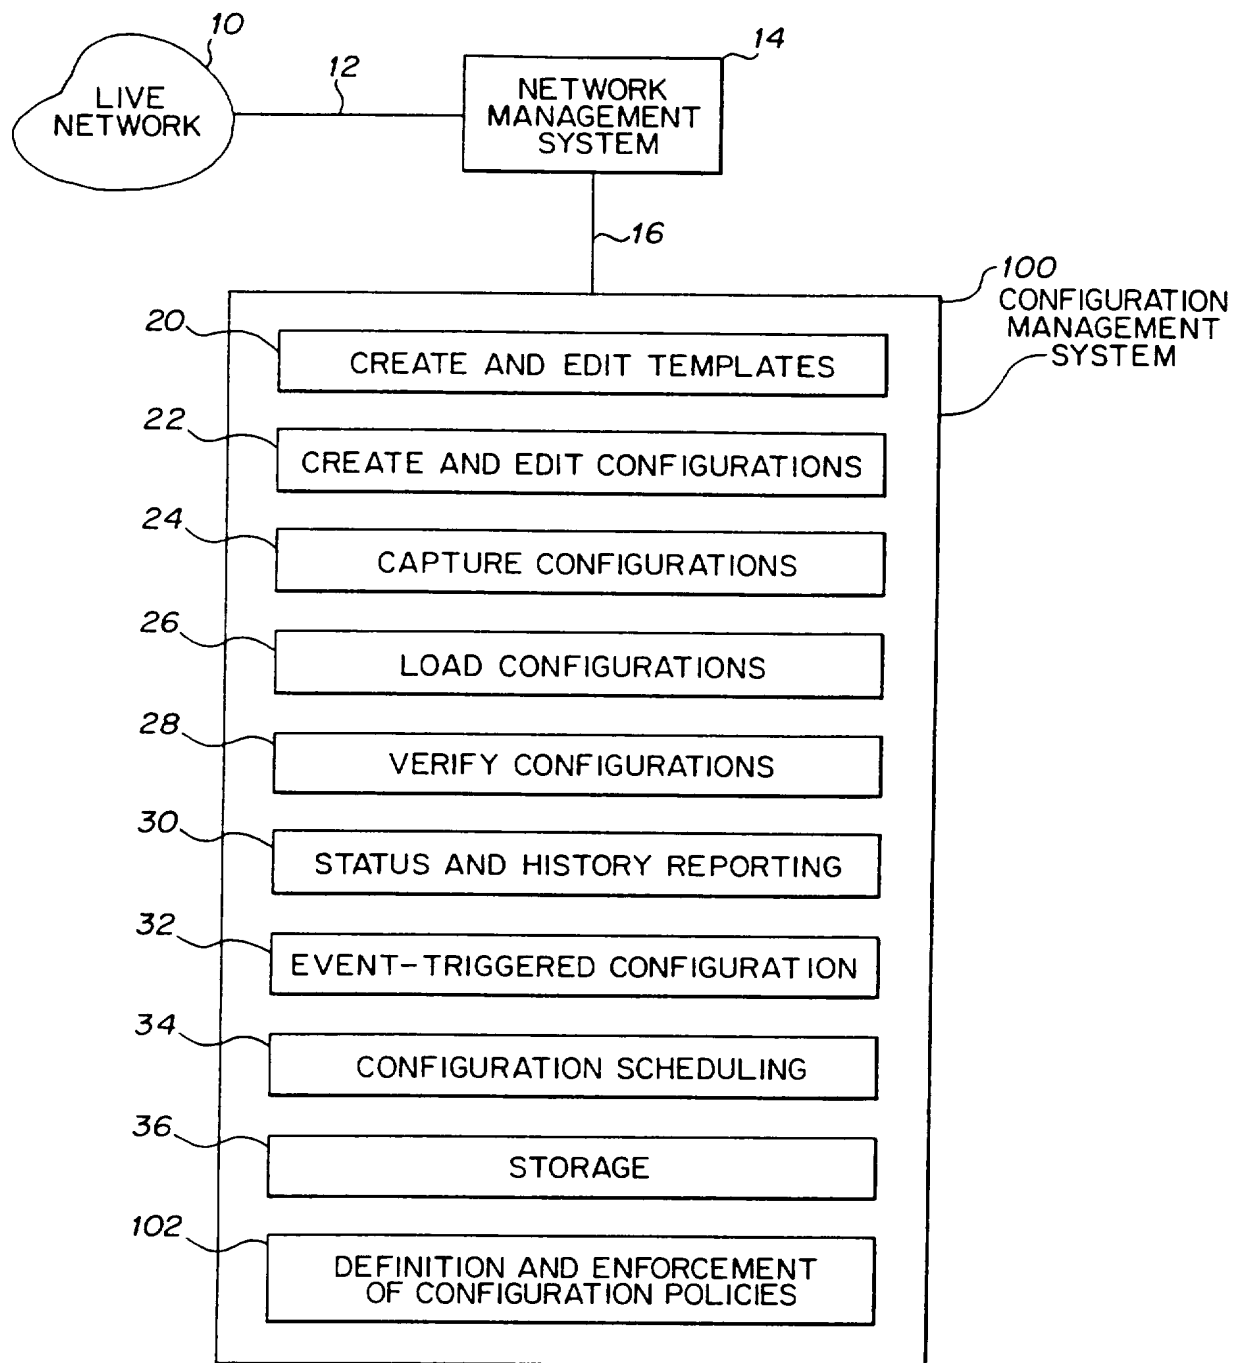 10
LIVE
NETWORK
12
14
NETWORK
MANAGEMENT
SYSTEM
16
100
CONFIGURATION
MANAGEMENT
SYSTEM
20
CREATE AND EDIT TEMPLATES
22
CREATE AND EDIT CONFIGURATIONS
24
CAPTURE CONFIGURATIONS
26
LOAD CONFIGURATIONS
28
VERIFY CONFIGURATIONS
30
STATUS AND HISTORY REPORTING
32
EVENT-TRIGGERED CONFIGURATION
34
CONFIGURATION SCHEDULING
36
STORAGE
102
DEFINITION AND ENFORCEMENT
OF CONFIGURATION POLICIES